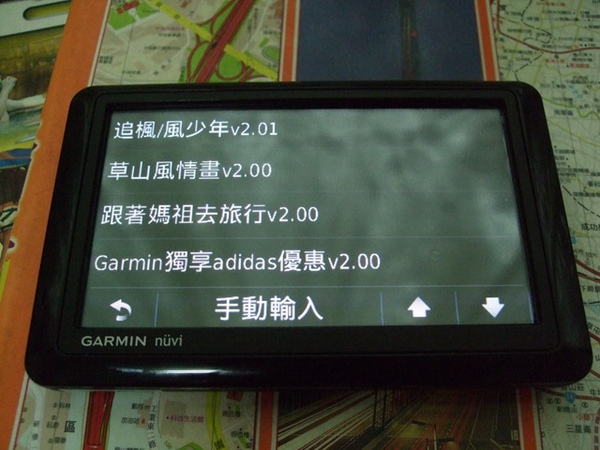 追楓/風少年v2.01
草山風情畫v2.00
跟著媽祖去旅行v2.00
Garmin獨享adidas優惠v2.00
手動輸入
GARMIN nüvi